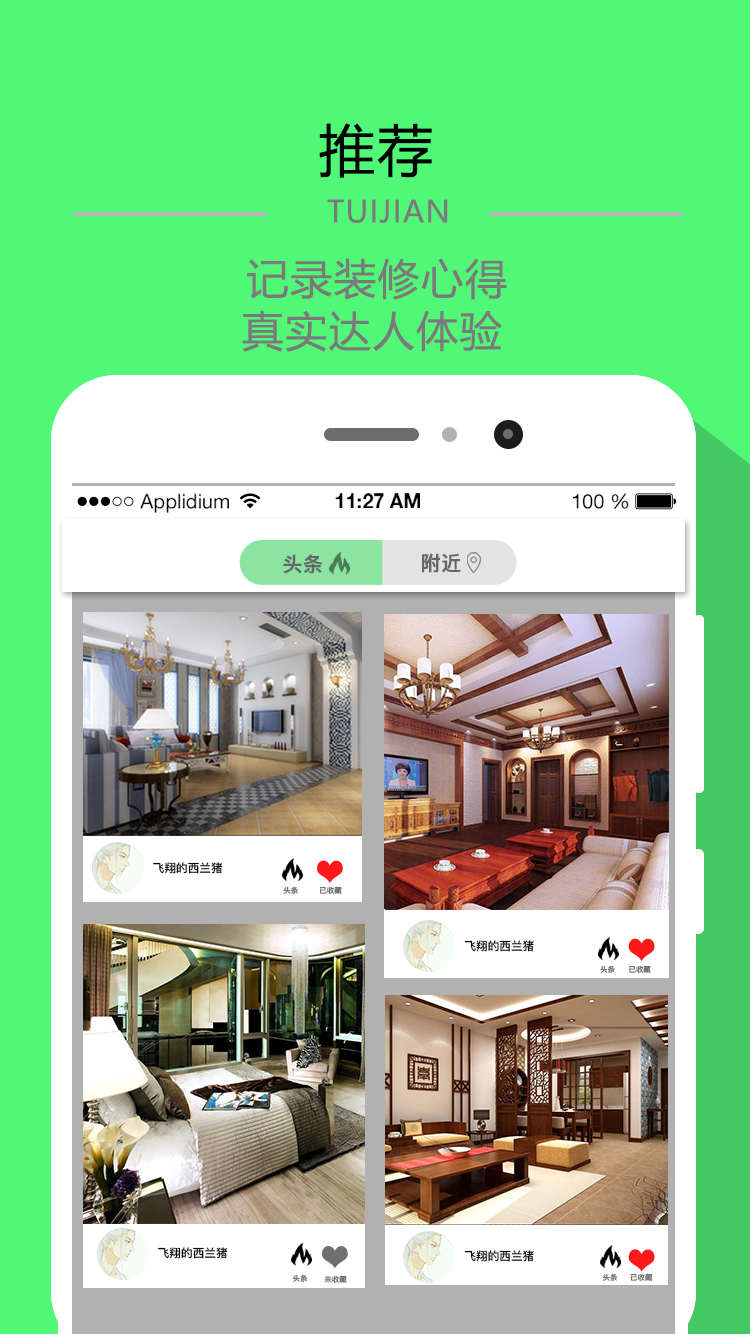 推荐
TUIJIAN
记录装修心得
真实达人体验
Applidium 11:27 AM 100 %
头条 附近
飞翔的西兰猪
头条 已收藏
飞翔的西兰猪
头条 已收藏
飞翔的西兰猪
头条 未收藏
飞翔的西兰猪
头条 已收藏